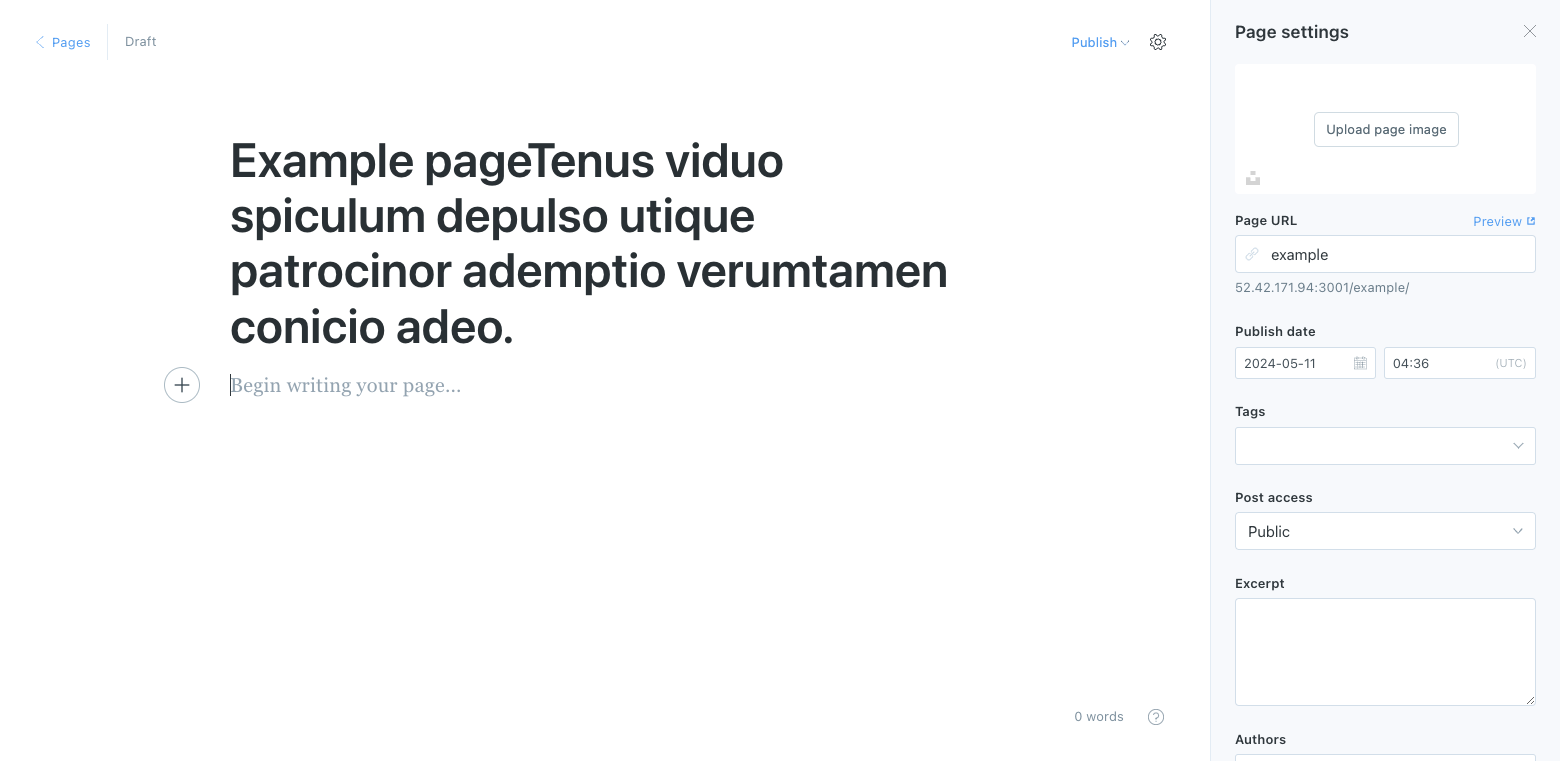 Pages
Draft
Publish
Example pageTenus viduo
spiculum depulso utique
patrocinor ademptio verumtamen
conicio adeo.
Begin writing your page...
0 words
?
Page settings
Upload page image
Page URL
Preview
example
52.42.171.94:3001/example/
Publish date
2024-05-11
04:36
(UTC)
Tags
Post access
Public
Excerpt
Authors